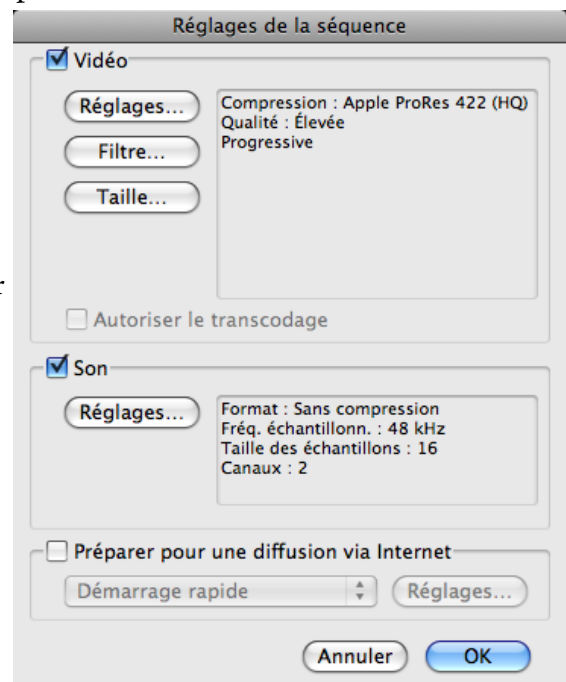 Réglages de la séquence
Vidéo
Réglages...
Filtre...
Taille...
Compression : Apple ProRes 422 (HQ)
Qualité : Élevée
Progressive
r
Autoriser le transcodage
Son
Réglages...
Format : Sans compression
Fréq. échantillonn. : 48 kHz
Taille des échantillons : 16
Canaux : 2
Préparer pour une diffusion via Internet
Démarrage rapide
Réglages...
Annuler
OK